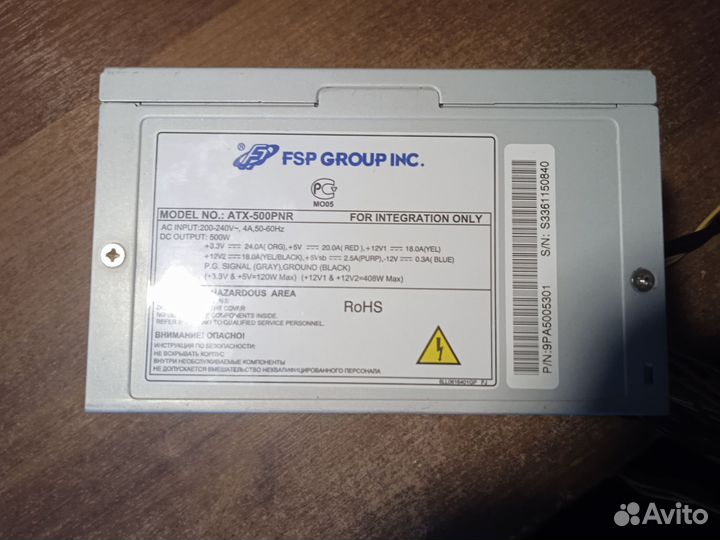 ® FSP GROUP INC.
PG
MO05
MODEL NO.: ATX-500PNR FOR INTEGRATION ONLY
AC INPUT:200-240V~, 4A,50-60Hz
DC OUTPUT: 500W
+3.3V 24.0A( ORG),+5V 20.0A( RED ), +12V1 18.0A(YEL)
+12V2 18.0A(YEL/BLACK), +5Vsb 2.5A(PURP),-12V 0.3A( BLUE)
P.G. SIGNAL (GRAY),GROUND (BLACK)
(+3.3V & +5V=120W Max) (+12V1 & +12V2=408W Max)
HAZARDOUS AREA
COVER
COMPONENTS INSIDE.
REFER TO QUALIFIED SERVICE PERSONNEL.
RoHS
ВНИМАНИЕ! ОПАСНО!
ИНСТРУКЦИЯ ПО БЕЗОПАСНОСТИ:
НЕ ВСКРЫВАТЬ КОРПУС
ВНУТРИ НЕОБСЛУЖИВАЕМЫЕ КОМПОНЕНТЫ
НЕ ДОПУСКАЕТСЯ ВМЕШАТЕЛЬСТВО НЕКВАЛИФИЦИРОВАННОГО ПЕРСОНАЛА
S/N: S3361150840
P/N:9PA5005301
Avito